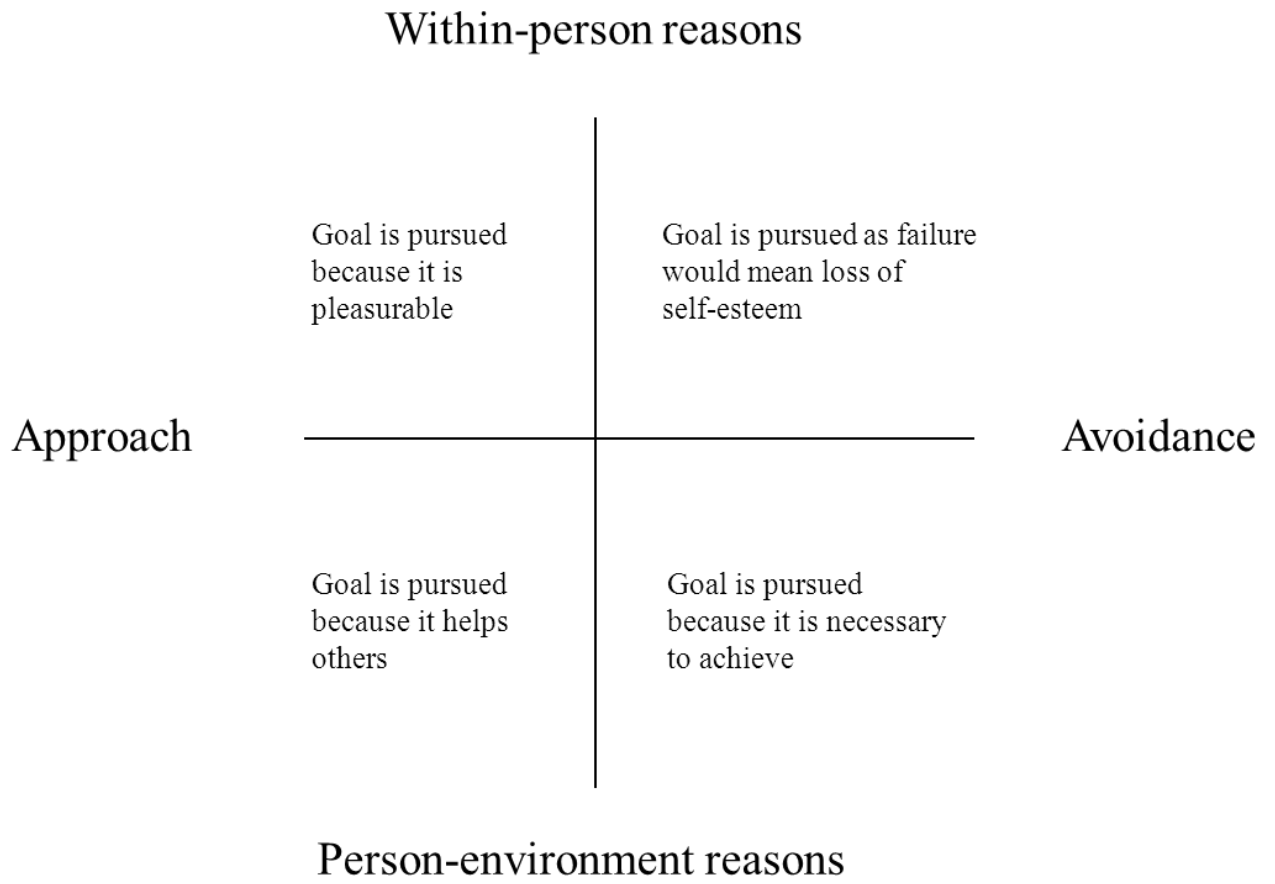 Within-person reasons
Goal is pursued
because it is
pleasurable
Goal is pursued as failure
would mean loss of
self-esteem
Approach
Avoidance
Goal is pursued
because it helps
others
Goal is pursued
because it is necessary
to achieve
Person-environment reasons